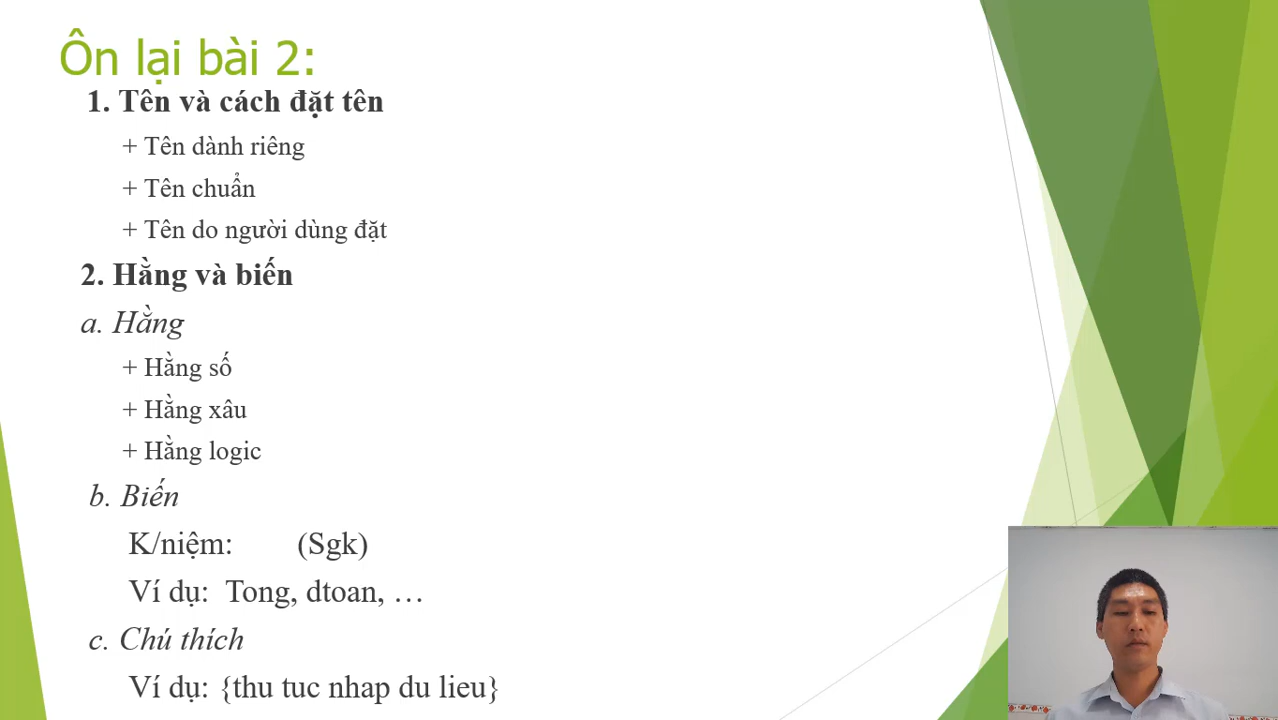 Ôn lại bài 2:
1. Tên và cách đặt tên
+ Tên dành riêng
+ Tên chuẩn
+ Tên do người dùng đặt
2. Hằng và biến
a. Hằng
+ Hằng số
+ Hằng xâu
+ Hằng logic
b. Biến
K/niệm: (Sgk)
Ví dụ: Tong, dtoan, …
c. Chú thích
Ví dụ: {thu tuc nhap du lieu}